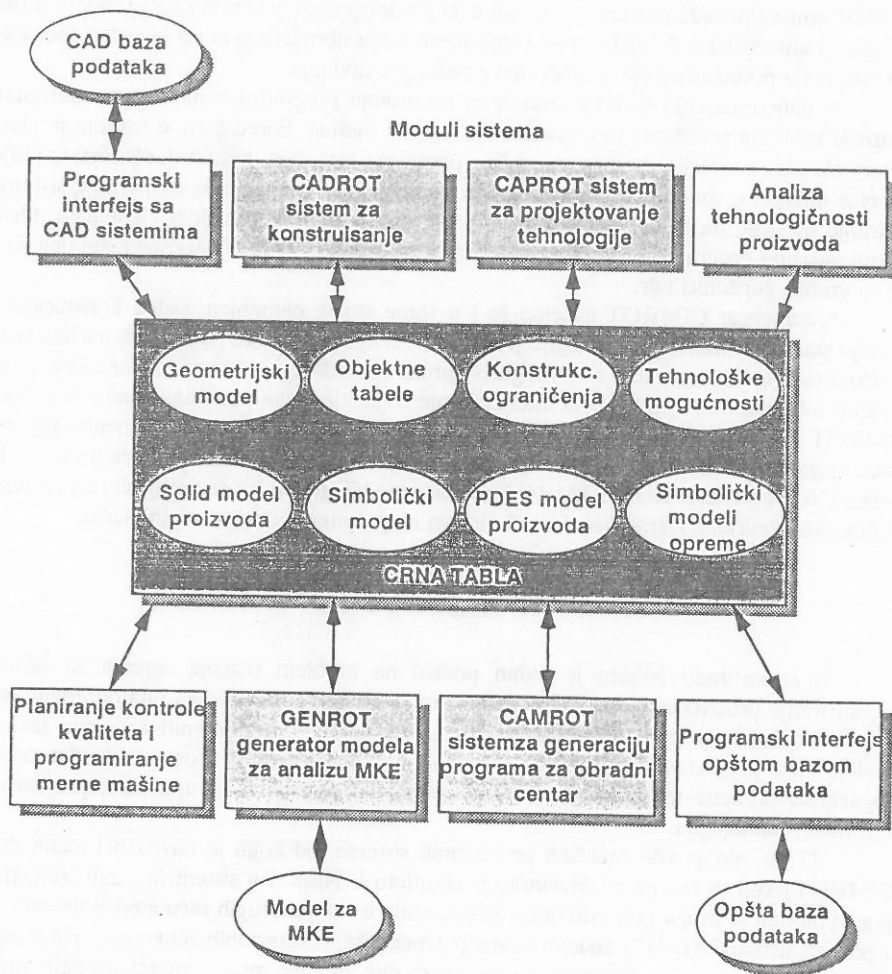 CAD baza
podataka
Moduli sistema
Programski
interfejs sa
CAD sistemima
CADROT
sistem za
konstruisanje
CAPROT sistem
za projektovanje
tehnologije
Analiza
tehnologičnosti
proizvoda
Geometrijski
model
Objektne
tabele
Konstrukc.
ograničenja
Tehnološke
mogućnosti
Solid model
proizvoda
Simbolički
model
PDES model
proizvoda
Simbolički
modeli
opreme
CRNA TABLA
Planiranje kontrole
kvaliteta i
programiranje
merne mašine
GENROT
generator modela
za analizu MKE
CAMROT
sistemza generaciju
programa za obradni
centar
Programski interfejs
opštom bazom
podataka
Model za
MKE
Opšta baza
podataka